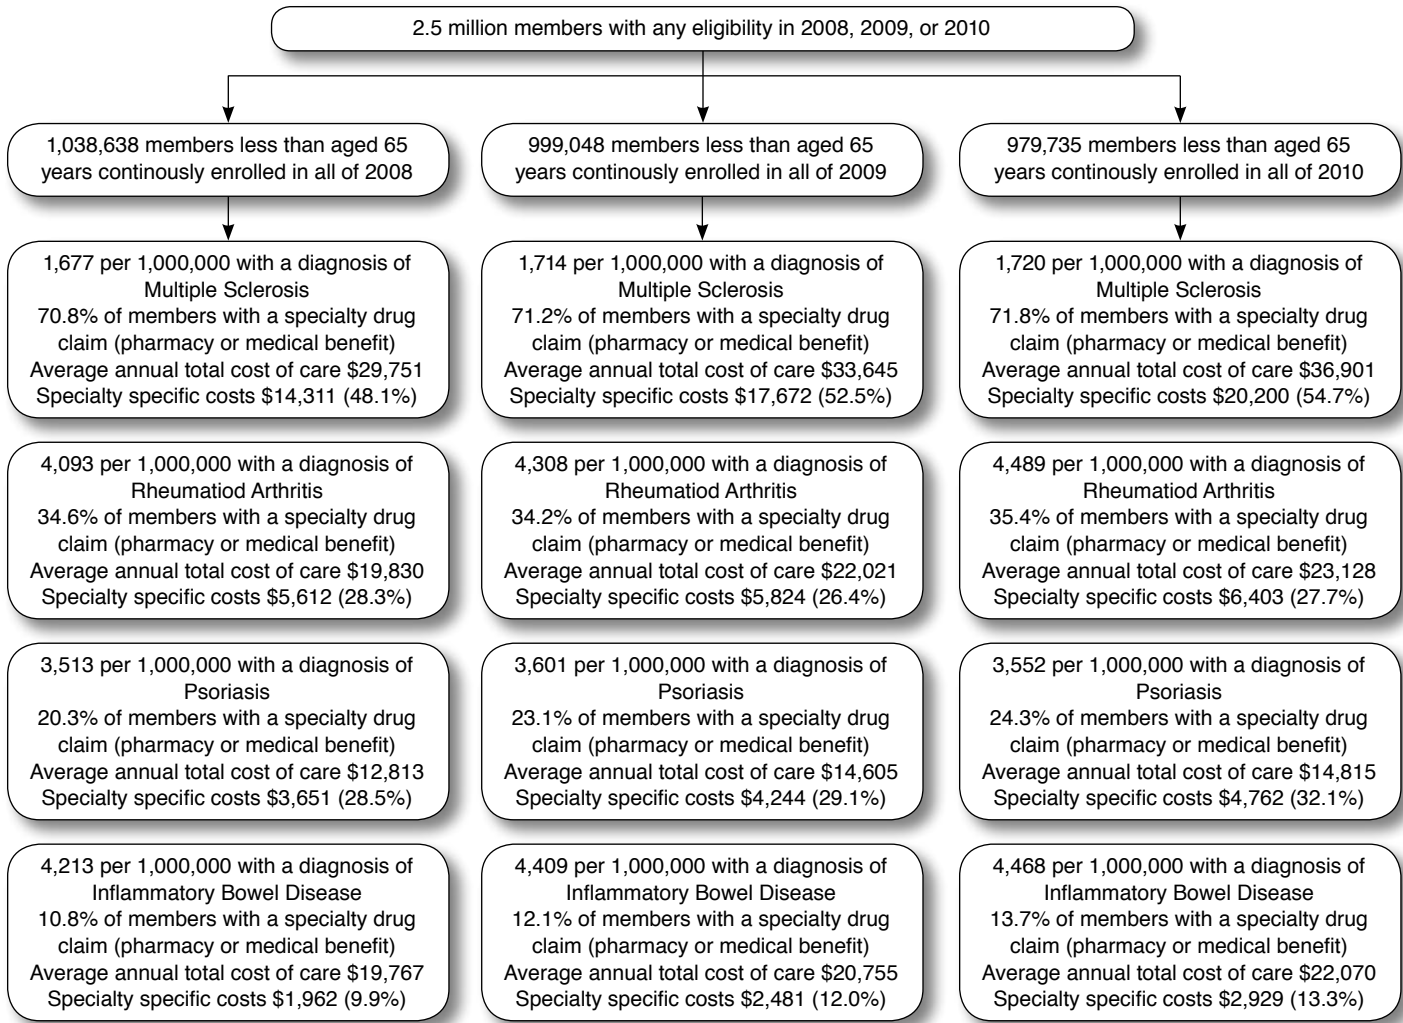 2.5 million members with any eligibility in 2008, 2009, or 2010
1,038,638 members less than aged 65
years continously enrolled in all of 2008
999,048 members less than aged 65
years continously enrolled in all of 2009
979,735 members less than aged 65
years continously enrolled in all of 2010
1,677 per 1,000,000 with a diagnosis of
Multiple Sclerosis
70.8% of members with a specialty drug
claim (pharmacy or medical benefit)
Average annual total cost of care $29,751
Specialty specific costs $14,311 (48.1%)
1,714 per 1,000,000 with a diagnosis of
Multiple Sclerosis
71.2% of members with a specialty drug
claim (pharmacy or medical benefit)
Average annual total cost of care $33,645
Specialty specific costs $17,672 (52.5%)
1,720 per 1,000,000 with a diagnosis of
Multiple Sclerosis
71.8% of members with a specialty drug
claim (pharmacy or medical benefit)
Average annual total cost of care $36,901
Specialty specific costs $20,200 (54.7%)
4,093 per 1,000,000 with a diagnosis of
Rheumatiod Arthritis
34.6% of members with a specialty drug
claim (pharmacy or medical benefit)
Average annual total cost of care $19,830
Specialty specific costs $5,612 (28.3%)
4,308 per 1,000,000 with a diagnosis of
Rheumatiod Arthritis
34.2% of members with a specialty drug
claim (pharmacy or medical benefit)
Average annual total cost of care $22,021
Specialty specific costs $5,824 (26.4%)
4,489 per 1,000,000 with a diagnosis of
Rheumatiod Arthritis
35.4% of members with a specialty drug
claim (pharmacy or medical benefit)
Average annual total cost of care $23,128
Specialty specific costs $6,403 (27.7%)
3,513 per 1,000,000 with a diagnosis of
Psoriasis
20.3% of members with a specialty drug
claim (pharmacy or medical benefit)
Average annual total cost of care $12,813
Specialty specific costs $3,651 (28.5%)
3,601 per 1,000,000 with a diagnosis of
Psoriasis
23.1% of members with a specialty drug
claim (pharmacy or medical benefit)
Average annual total cost of care $14,605
Specialty specific costs $4,244 (29.1%)
3,552 per 1,000,000 with a diagnosis of
Psoriasis
24.3% of members with a specialty drug
claim (pharmacy or medical benefit)
Average annual total cost of care $14,815
Specialty specific costs $4,762 (32.1%)
4,213 per 1,000,000 with a diagnosis of
Inflammatory Bowel Disease
10.8% of members with a specialty drug
claim (pharmacy or medical benefit)
Average annual total cost of care $19,767
Specialty specific costs $1,962 (9.9%)
4,409 per 1,000,000 with a diagnosis of
Inflammatory Bowel Disease
12.1% of members with a specialty drug
claim (pharmacy or medical benefit)
Average annual total cost of care $20,755
Specialty specific costs $2,481 (12.0%)
4,468 per 1,000,000 with a diagnosis of
Inflammatory Bowel Disease
13.7% of members with a specialty drug
claim (pharmacy or medical benefit)
Average annual total cost of care $22,070
Specialty specific costs $2,929 (13.3%)